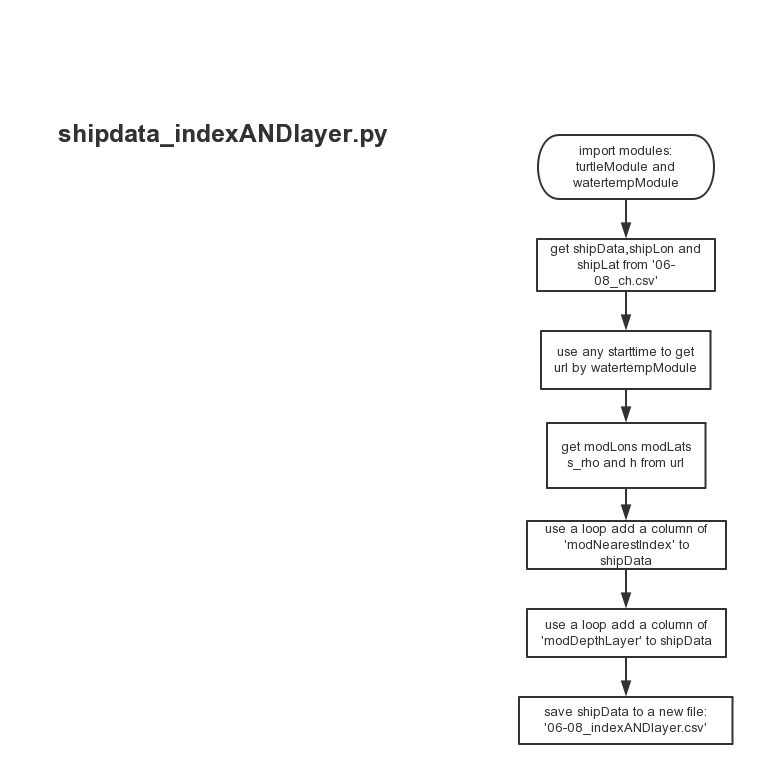 shipdata_indexANDlayer.py
import modules:
turtleModule and
watertempModule
get shipData,shipLon and
shipLat from '06-
08_ch.csv'
use any starttime to get
url by watertempModule
get modLons modLats
s_rho and h from url
use a loop add a column of
'modNearestIndex' to
shipData
use a loop add a column of
'modDepthLayer' to shipData
save shipData to a new file:
'06-08_indexANDlayer.csv'